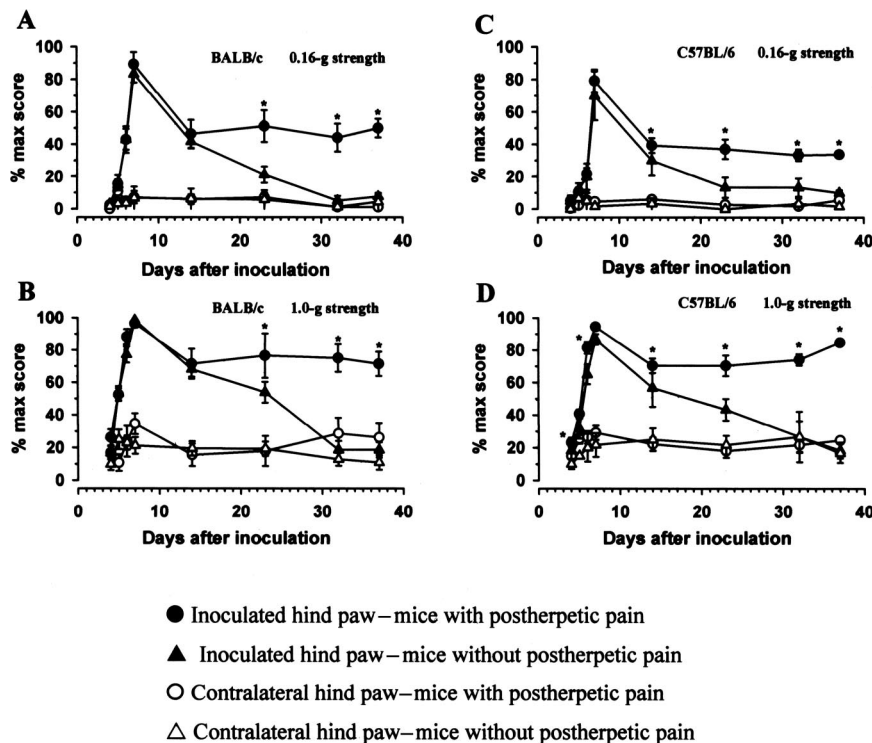 A
BALB/c 0.16-g strength
100
80
60
40
20
0
% max score
* * *
0 10 20 30 40
Days after inoculation
C
C57BL/6 0.16-g strength
100
80
60
40
20
0
% max score
* * * *
0 10 20 30 40
Days after inoculation
B
BALB/c 1.0-g strength
100
80
60
40
20
0
% max score
* * *
0 10 20 30 40
Days after inoculation
D
C57BL/6 1.0-g strength
100
80
60
40
20
0
% max score
* * * * * *
0 10 20 30 40
Days after inoculation
Inoculated hind paw–mice with postherpetic pain
Inoculated hind paw–mice without postherpetic pain
Contralateral hind paw–mice with postherpetic pain
Contralateral hind paw–mice without postherpetic pain